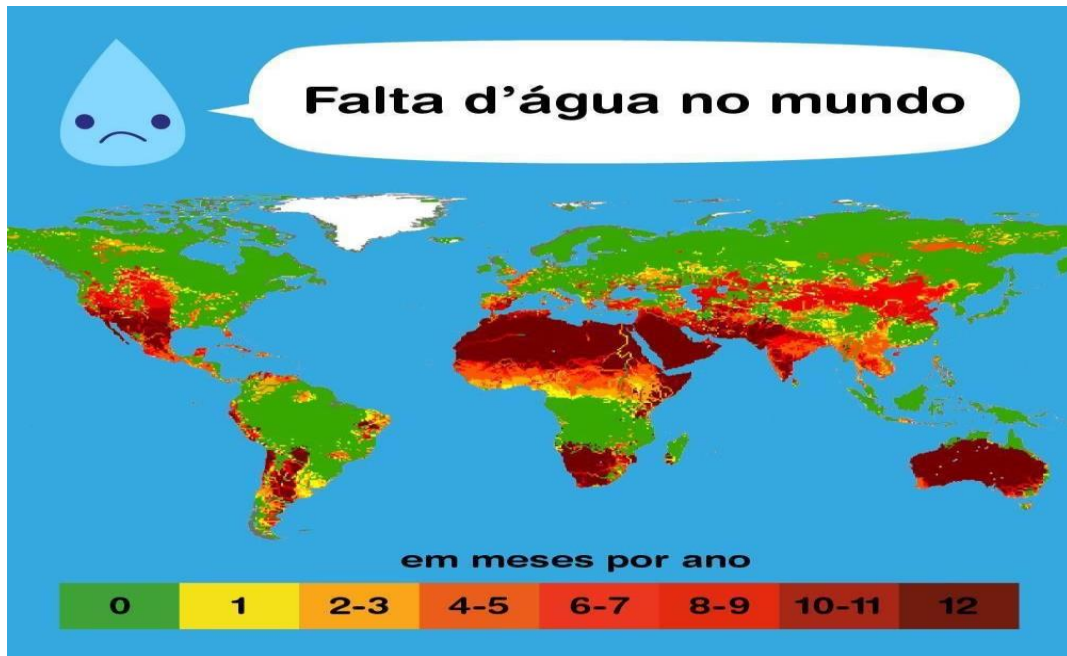 Falta d’água no mundo
em meses por ano
0 1 2-3 4-5 6-7 8-9 10-11 12